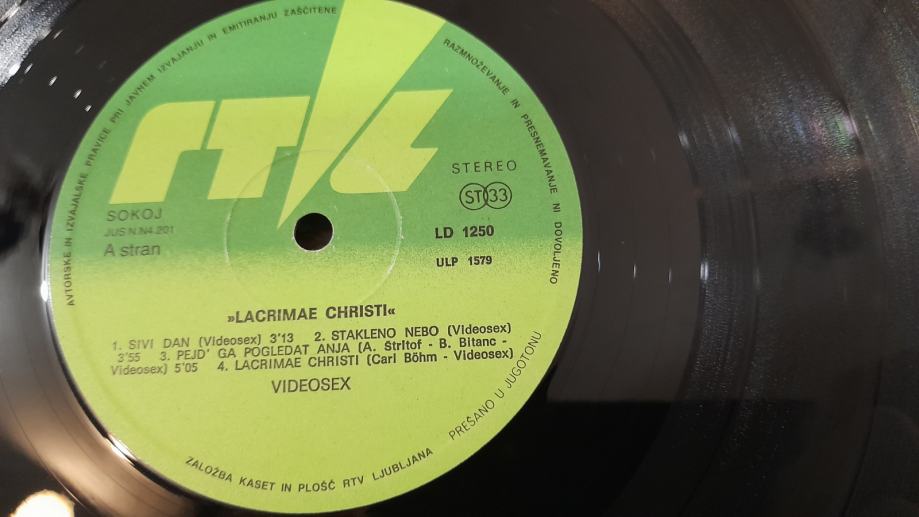 AVTORSKE IN IZVAJALSKE PRAVICE PRI JAVNEM IZVAJANJU IN EMITIRANJU ZAŠČITENE
RAZMNOŽEVANJE IN PRESNEMAVANJE NI DOVOLJENO
rtl
STEREO
ST 33
SOKOJ
JUS N.N4.201
A stran
LD 1250
ULP 1579
»LACRIMAE CHRISTI«
1. SIVI DAN (Videosex) 3'13 2. STAKLENO NEBO (Videosex)
3'55 3. PEJD' GA POGLEDAT ANJA (A. Štritof - B. Bitanc -
Videosex) 5'05 4. LACRIMAE CHRISTI (Carl Böhm - Videosex)
VIDEOSEX
PREŠANO U JUGOTONU
ZALOŽBA KASET IN PLOŠČ RTV LJUBLJANA